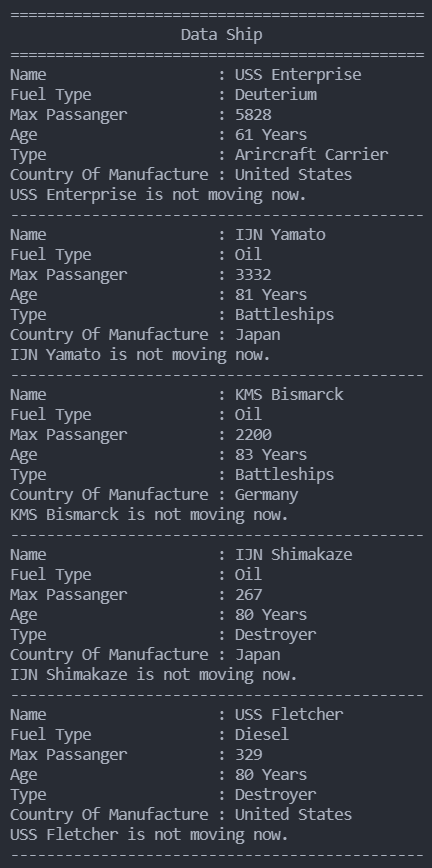 ==============================================
Data Ship
==============================================
Name                   : USS Enterprise
Fuel Type              : Deuterium
Max Passanger          : 5828
Age                    : 61 Years
Type                   : Arircraft Carrier
Country Of Manufacture : United States
USS Enterprise is not moving now.
----------------------------------------------
Name                   : IJN Yamato
Fuel Type              : Oil
Max Passanger          : 3332
Age                    : 81 Years
Type                   : Battleships
Country Of Manufacture : Japan
IJN Yamato is not moving now.
----------------------------------------------
Name                   : KMS Bismarck
Fuel Type              : Oil
Max Passanger          : 2200
Age                    : 83 Years
Type                   : Battleships
Country Of Manufacture : Germany
KMS Bismarck is not moving now.
----------------------------------------------
Name                   : IJN Shimakaze
Fuel Type              : Oil
Max Passanger          : 267
Age                    : 80 Years
Type                   : Destroyer
Country Of Manufacture : Japan
IJN Shimakaze is not moving now.
----------------------------------------------
Name                   : USS Fletcher
Fuel Type              : Diesel
Max Passanger          : 329
Age                    : 80 Years
Type                   : Destroyer
Country Of Manufacture : United States
USS Fletcher is not moving now.
----------------------------------------------